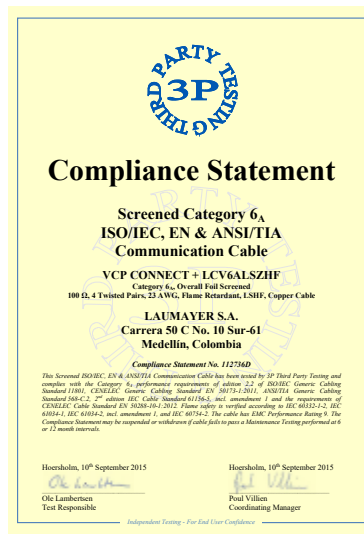 THIRD PARTY TESTING
3P
Compliance Statement
Screened Category 6A
ISO/IEC, EN & ANSI/TIA
Communication Cable
VCP CONNECT + LCV6ALSZHF
Category 6A, Overall Foil Screened
100 Ω, 4 Twisted Pairs, 23 AWG, Flame Retardant, LSHF, Copper Cable
LAUMAYER S.A.
Carrera 50 C No. 10 Sur-61
Medellín, Colombia
Compliance Statement No. 112736D
This Screened ISO/IEC, EN & ANSI/TIA Communication Cable has been tested by 3P Third Party Testing and
complies with the Category 6A performance requirements of edition 2.2 of ISO/IEC Generic Cabling
Standard 11801, CENELEC Generic Cabling Standard EN 50173-1:2011, ANSI/TIA Generic Cabling
Standard 568-C.2, 2nd edition IEC Cable Standard 61156-5, incl. amendment 1 and the requirements of
CENELEC Cable Standard EN 50288-10-1:2012. Flame safety is verified according to IEC 60332-1-2, IEC
61034-1, IEC 61034-2, incl. amendment 1, and IEC 60754-2. The cable has EMC Performance Rating 9. The
Compliance Statement may be suspended or withdrawn if cable fails to pass a Maintenance Testing performed at 6
or 12 month intervals.
Hoersholm, 10th September 2015
Hoersholm, 10th September 2015
Ole Lambertsen
Poul Villien
Test Responsible
Coordinating Manager
Independent Testing - For End User Confidence